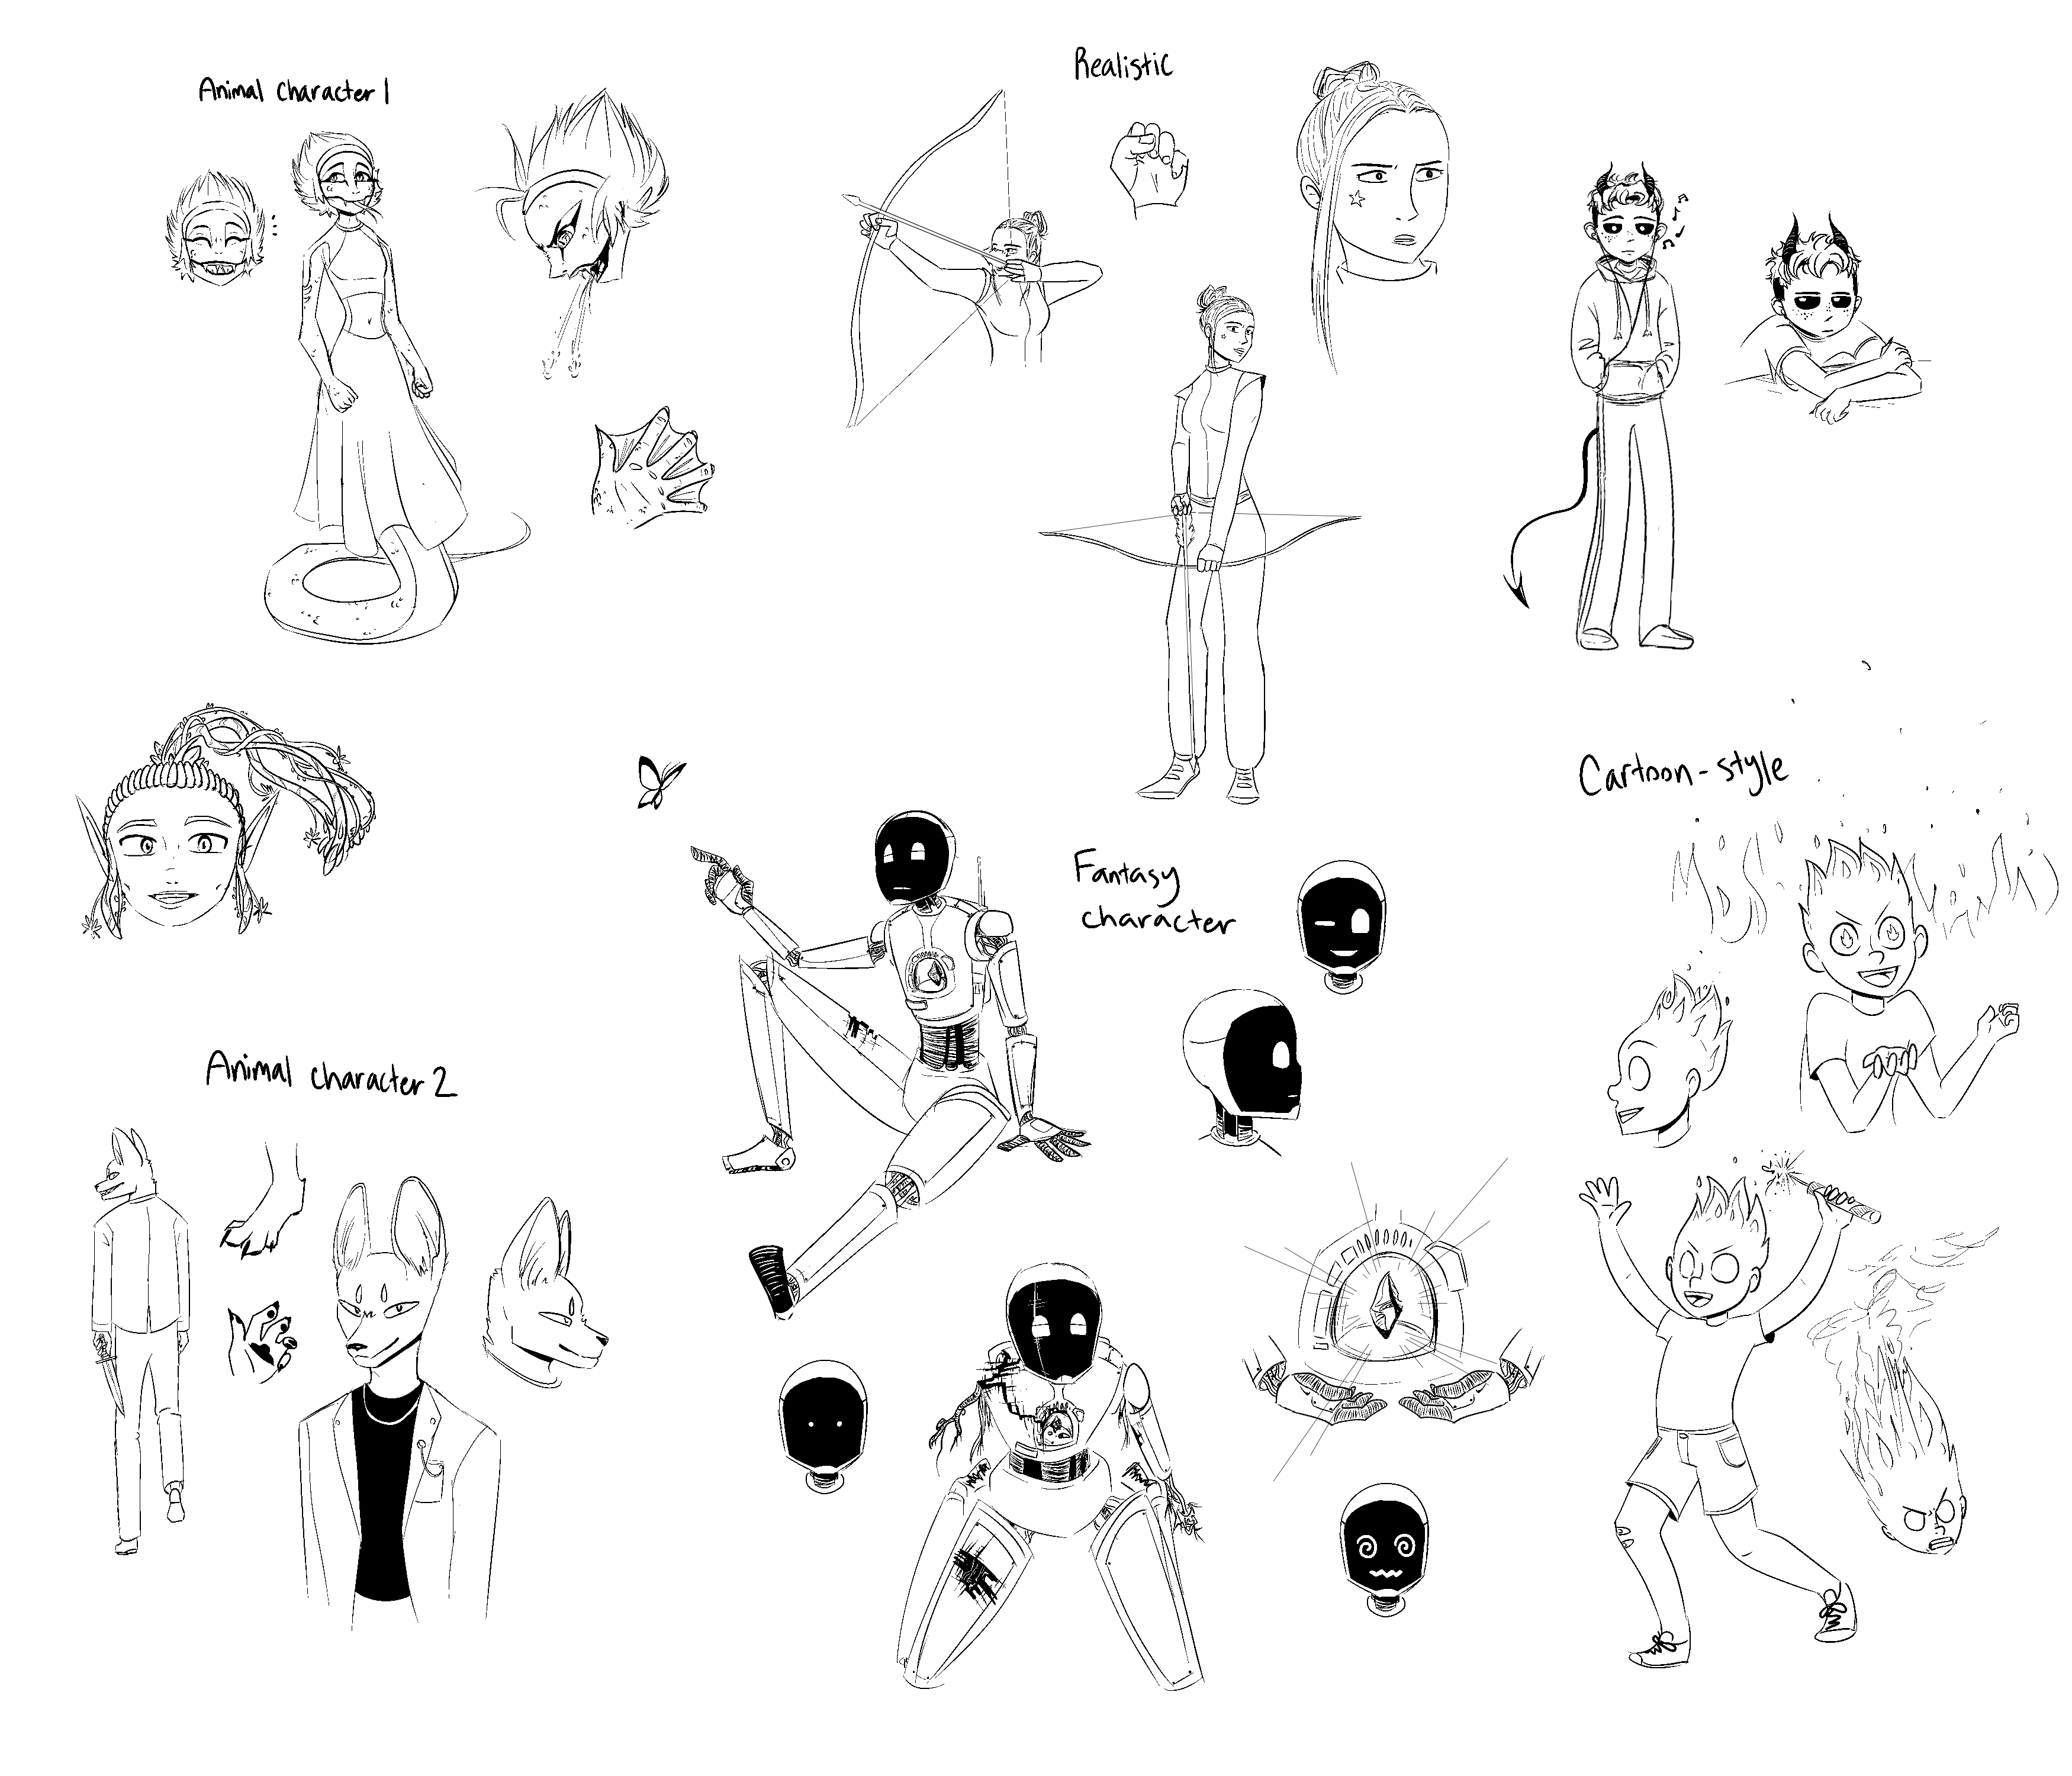 Animal character 1
Realistic
Cartoon-style
Fantasy
character
Animal character 2